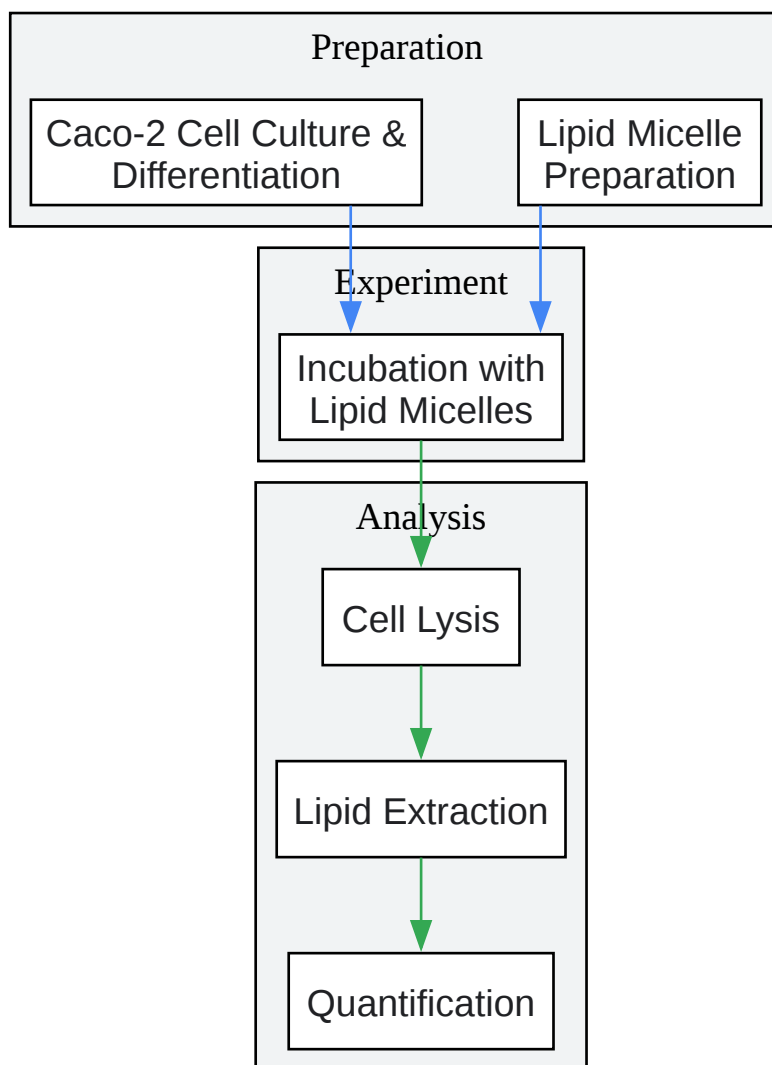 Preparation
Caco-2 Cell Culture &
Differentiation
Lipid Micelle
Preparation
Experiment
Incubation with
Lipid Micelles
Analysis
Cell Lysis
Lipid Extraction
Quantification